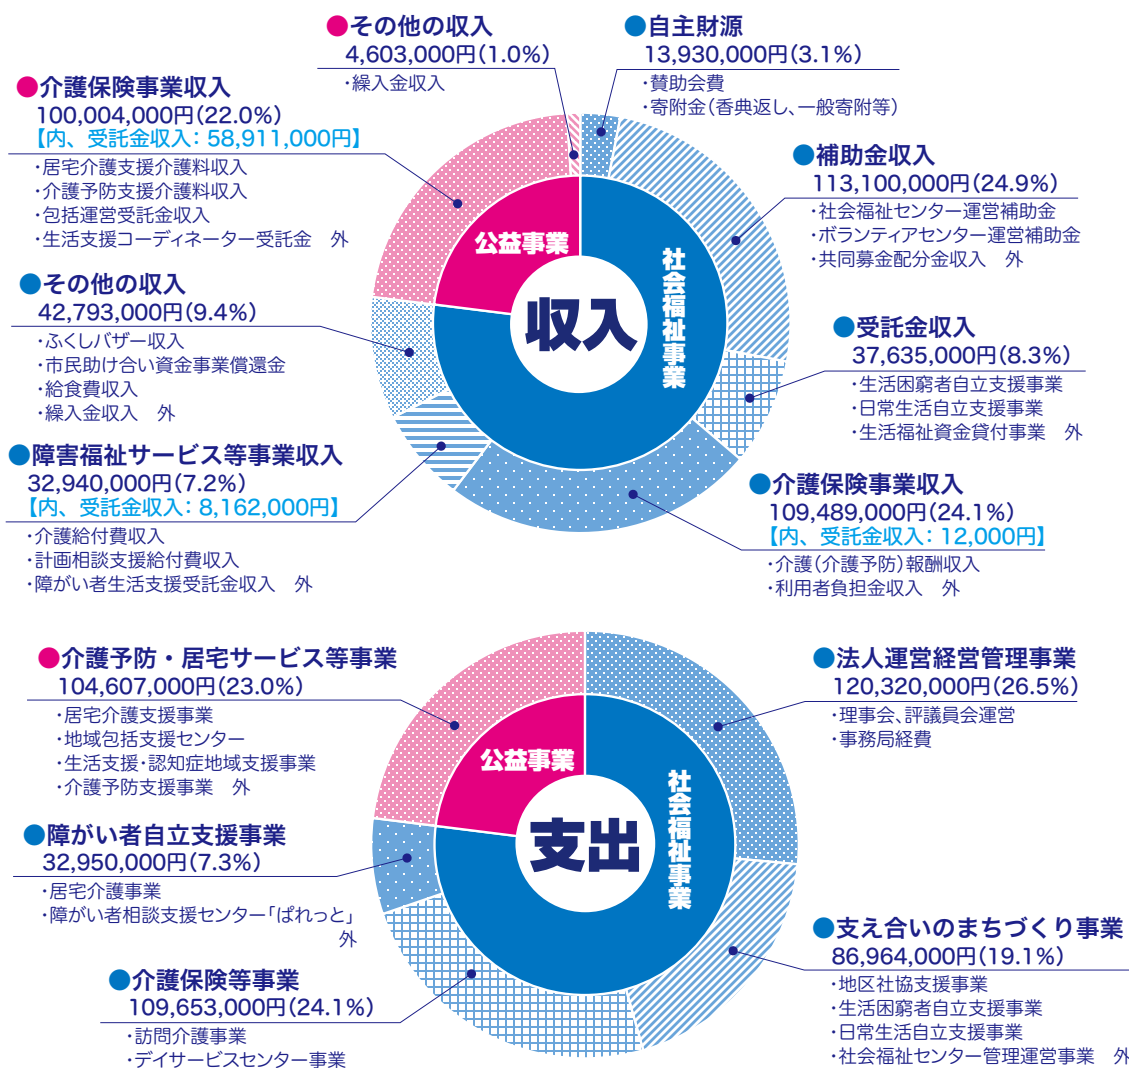 ●その他の収入
4,603,000円(1.0%)
・繰入金収入
●自主財源
13,930,000円(3.1%)
・賛助会費
・寄附金(香典返し、一般寄附等)
●介護保険事業収入
100,004,000円(22.0%)
【内、受託金収入：58,911,000円】
・居宅介護支援介護料収入
・介護予防支援介護料収入
・包括運営受託金収入
・生活支援コーディネーター受託金　外
●補助金収入
113,100,000円(24.9%)
・社会福祉センター運営補助金
・ボランティアセンター運営補助金
・共同募金配分金収入　外
●その他の収入
42,793,000円(9.4%)
・ふくしバザー収入
・市民助け合い資金事業償還金
・給食費収入
・繰入金収入　外
●受託金収入
37,635,000円(8.3%)
・生活困窮者自立支援事業
・日常生活自立支援事業
・生活福祉資金貸付事業　外
●障害福祉サービス等事業収入
32,940,000円(7.2%)
【内、受託金収入：8,162,000円】
・介護給付費収入
・計画相談支援給付費収入
・障がい者生活支援受託金収入　外
●介護保険事業収入
109,489,000円(24.1%)
【内、受託金収入：12,000円】
・介護(介護予防)報酬収入
・利用者負担金収入　外
公益事業
社会福祉事業
収入
●介護予防・居宅サービス等事業
104,607,000円(23.0%)
・居宅介護支援事業
・地域包括支援センター
・生活支援・認知症地域支援事業
・介護予防支援事業　外
●法人運営経営管理事業
120,320,000円(26.5%)
・理事会、評議員会運営
・事務局経費
●障がい者自立支援事業
32,950,000円(7.3%)
・居宅介護事業
・障がい者相談支援センター「ぱれっと」
外
●支え合いのまちづくり事業
86,964,000円(19.1%)
・地区社協支援事業
・生活困窮者自立支援事業
・日常生活自立支援事業
・社会福祉センター管理運営事業　外
●介護保険等事業
109,653,000円(24.1%)
・訪問介護事業
・デイサービスセンター事業
公益事業
社会福祉事業
支出